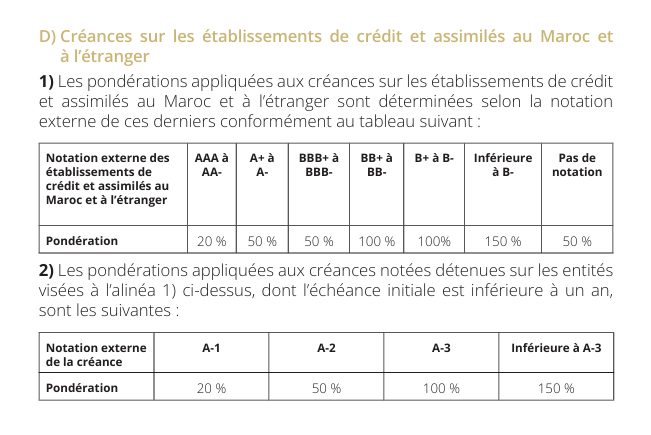 D) Créances sur les établissements de crédit et assimilés au Maroc et
à l’étranger
1) Les pondérations appliquées aux créances sur les établissements de crédit
et assimilés au Maroc et à l’étranger sont déterminées selon la notation
externe de ces derniers conformément au tableau suivant :
Notation externe des établissements de crédit et assimilés au Maroc et à l’étranger | AAA à AA- | A+ à A- | BBB+ à BBB- | BB+ à BB- | B+ à B- | Inférieure à B- | Pas de notation
Pondération | 20 % | 50 % | 50 % | 100 % | 100% | 150 % | 50 %
2) Les pondérations appliquées aux créances notées détenues sur les entités
visées à l’alinéa 1) ci-dessus, dont l’échéance initiale est inférieure à un an,
sont les suivantes :
Notation externe de la créance | A-1 | A-2 | A-3 | Inférieure à A-3
Pondération | 20 % | 50 % | 100 % | 150 %